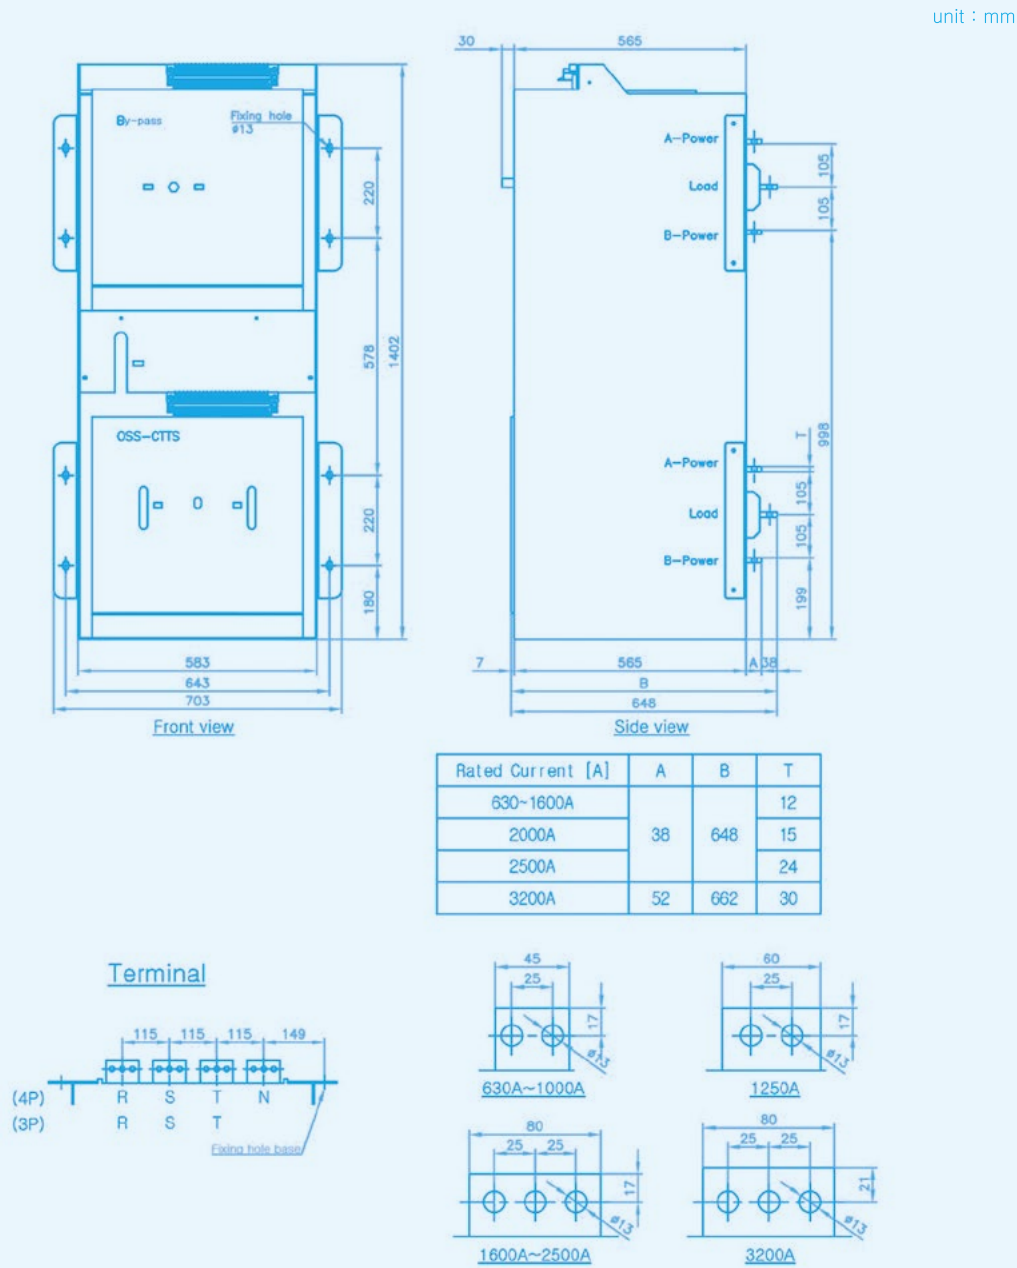 unit : mm
30
565
By-pass
Fixing hole
ø13
220
578
1402
OSS-CTTS
220
180
583
643
703
Front view
A-Power
Load
B-Power
105
105
998
A-Power
Load
B-Power
T
105
105
199
7
565
A
38
B
648
Side view
Rated Current [A] A B T
630~1600A 12
2000A 38 648 15
2500A 24
3200A 52 662 30
Terminal
115 115 115 149
(4P) R S T N
(3P) R S T
Fixing hole base
45
25
17
ø13
630A~1000A
60
25
17
ø13
1250A
80
25 25
17
ø13
1600A~2500A
80
25 25
21
ø13
3200A